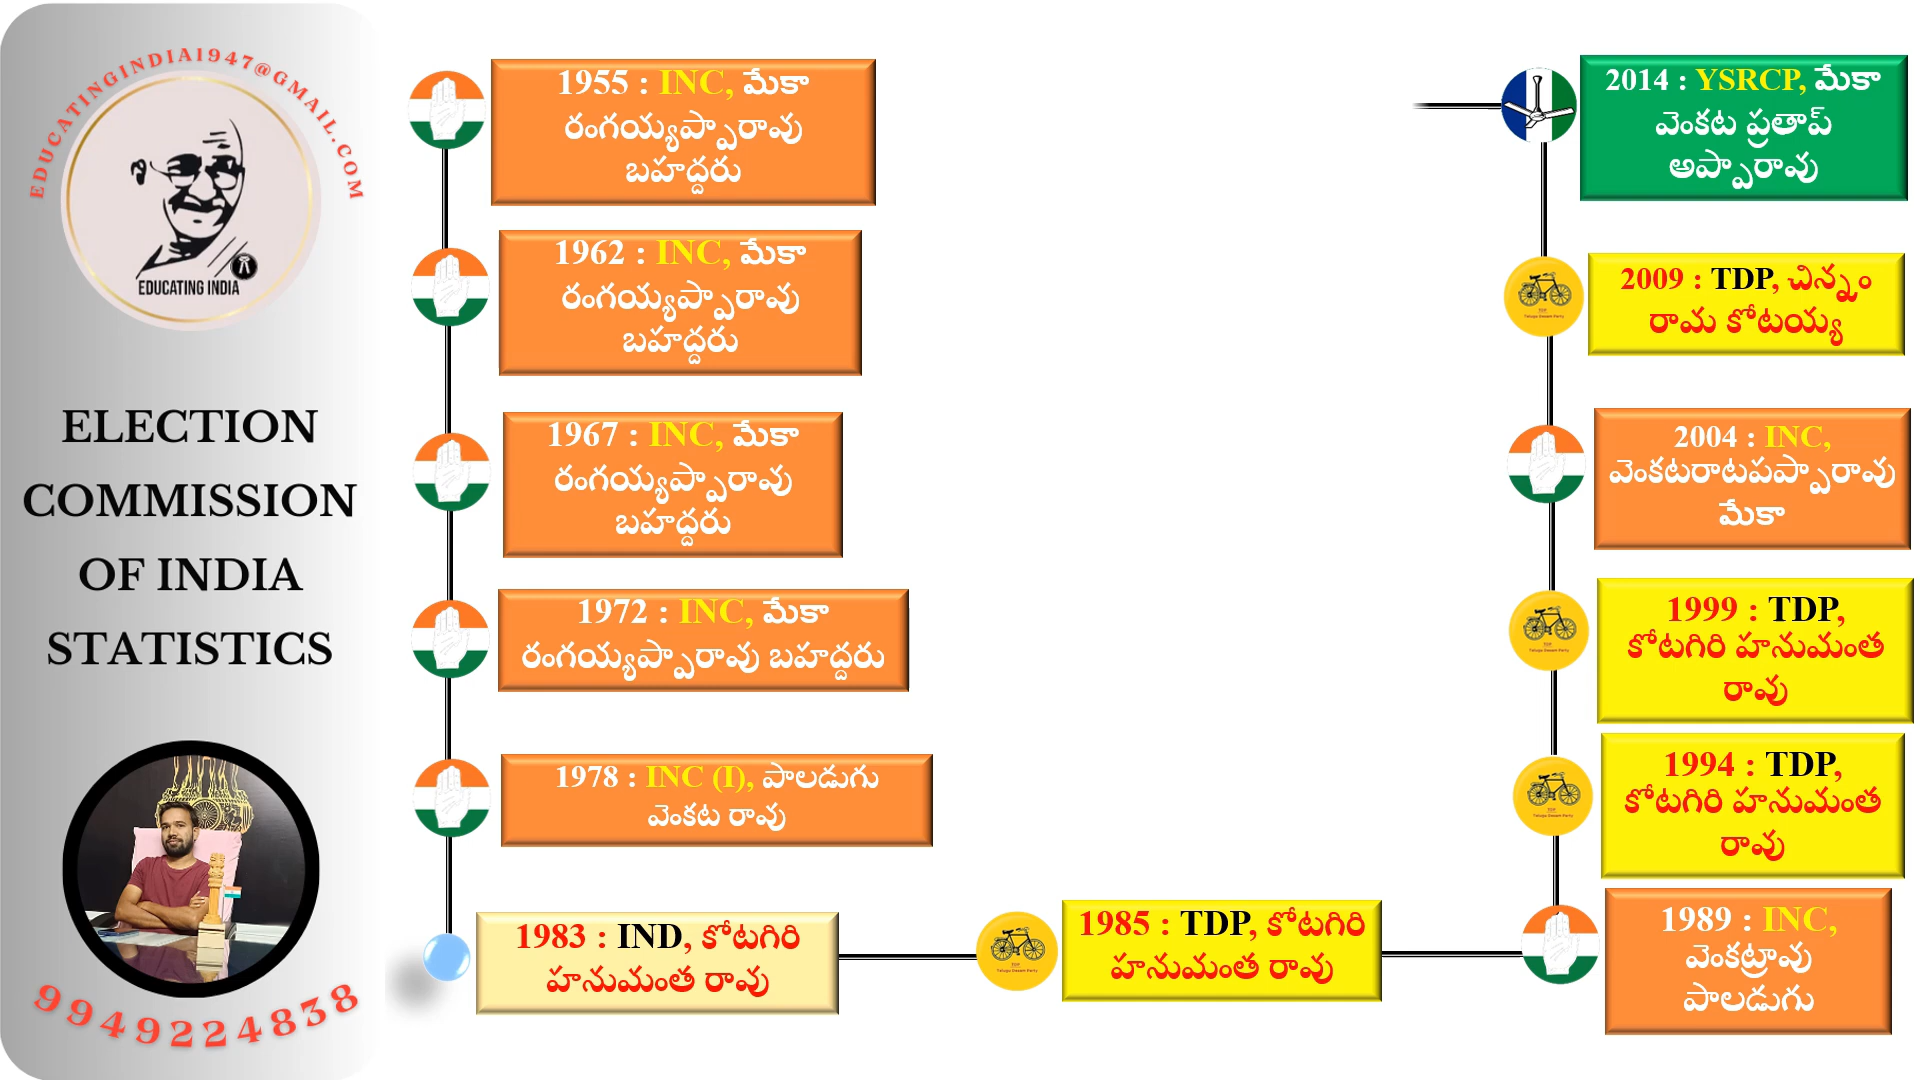 EDUCATINGINDIA1947@GMAIL.COM
EDUCATING INDIA
ELECTION
COMMISSION
OF INDIA
STATISTICS
9949224838
1955 : INC, మేకా
రంగయ్యప్పారావు
బహద్దరు
1962 : INC, మేకా
రంగయ్యప్పారావు
బహద్దరు
1967 : INC, మేకా
రంగయ్యప్పారావు
బహద్దరు
1972 : INC, మేకా
రంగయ్యప్పారావు బహద్దరు
1978 : INC (I), పాలడుగు
వెంకట రావు
1983 : IND, కోటగిరి
హనుమంత రావు
1985 : TDP, కోటగిరి
హనుమంత రావు
1989 : INC,
వెంకట్రావు
పాలడుగు
1994 : TDP,
కోటగిరి హనుమంత
రావు
1999 : TDP,
కోటగిరి హనుమంత
రావు
2004 : INC,
వెంకటరాటపప్పారావు
మేకా
2009 : TDP, చిన్నం
రామ కోటయ్య
2014 : YSRCP, మేకా
వెంకట ప్రతాప్
అప్పారావు